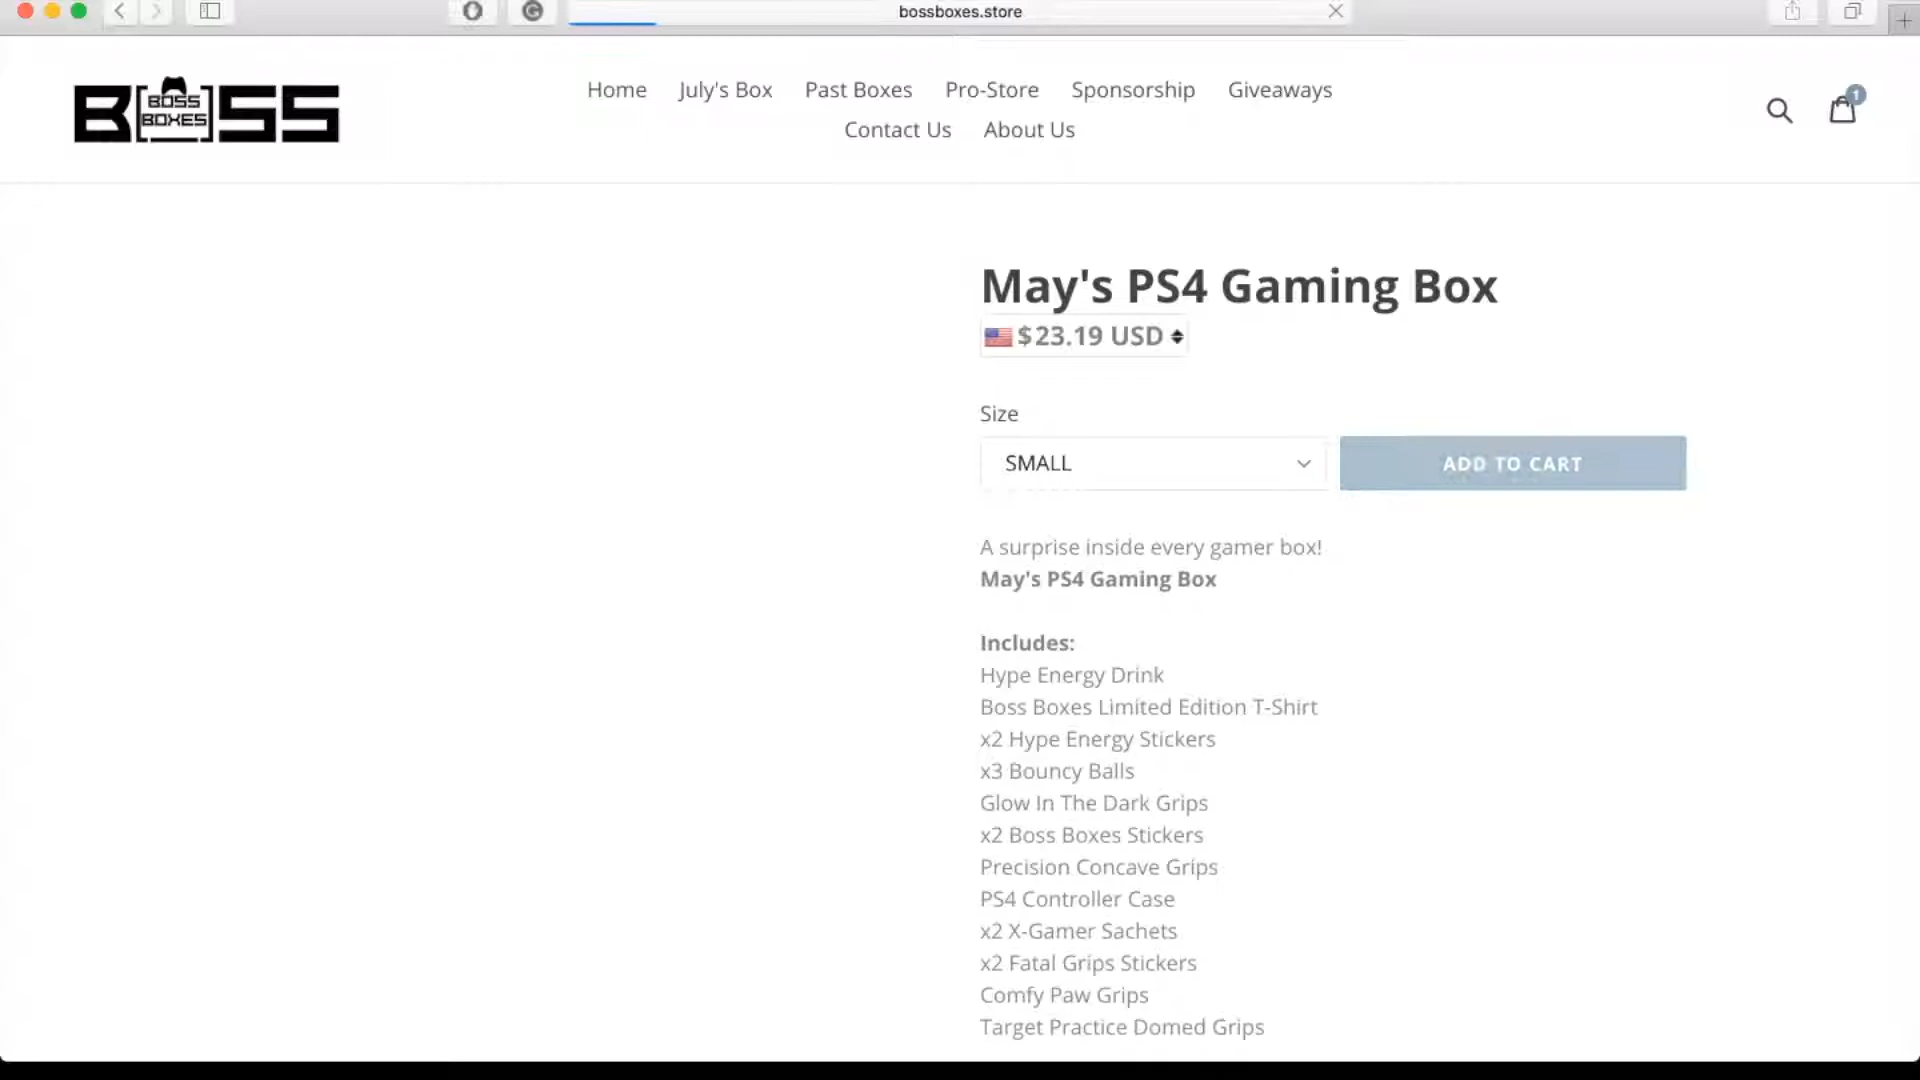 bossboxes.store
BOSS
BOSS
BOXES
Home July's Box Past Boxes Pro-Store Sponsorship Giveaways
Contact Us About Us
1
May's PS4 Gaming Box
$23.19 USD
Size
SMALL
ADD TO CART
A surprise inside every gamer box!
May's PS4 Gaming Box
Includes:
Hype Energy Drink
Boss Boxes Limited Edition T-Shirt
x2 Hype Energy Stickers
x3 Bouncy Balls
Glow In The Dark Grips
x2 Boss Boxes Stickers
Precision Concave Grips
PS4 Controller Case
x2 X-Gamer Sachets
x2 Fatal Grips Stickers
Comfy Paw Grips
Target Practice Domed Grips